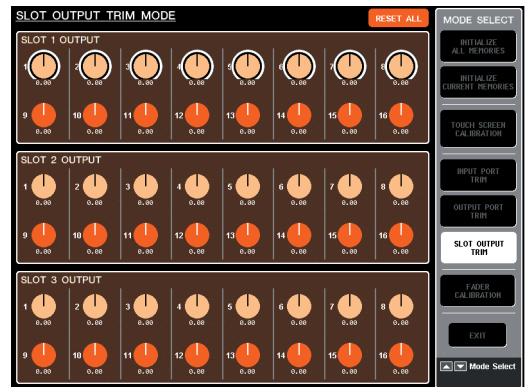 SLOT OUTPUT TRIM MODE
RESET ALL
SLOT 1 OUTPUT
1 2 3 4 5 6 7 8
0.00 0.00 0.00 0.00 0.00 0.00 0.00 0.00
9 10 11 12 13 14 15 16
0.00 0.00 0.00 0.00 0.00 0.00 0.00 0.00
SLOT 2 OUTPUT
1 2 3 4 5 6 7 8
0.00 0.00 0.00 0.00 0.00 0.00 0.00 0.00
9 10 11 12 13 14 15 16
0.00 0.00 0.00 0.00 0.00 0.00 0.00 0.00
SLOT 3 OUTPUT
1 2 3 4 5 6 7 8
0.00 0.00 0.00 0.00 0.00 0.00 0.00 0.00
9 10 11 12 13 14 15 16
0.00 0.00 0.00 0.00 0.00 0.00 0.00 0.00
MODE SELECT
INITIALIZE
ALL MEMORIES
INITIALIZE
CURRENT MEMORIES
TOUCH SCREEN
CALIBRATION
INPUT PORT
TRIM
OUTPUT PORT
TRIM
SLOT OUTPUT
TRIM
FADER
CALIBRATION
EXIT
Mode Select